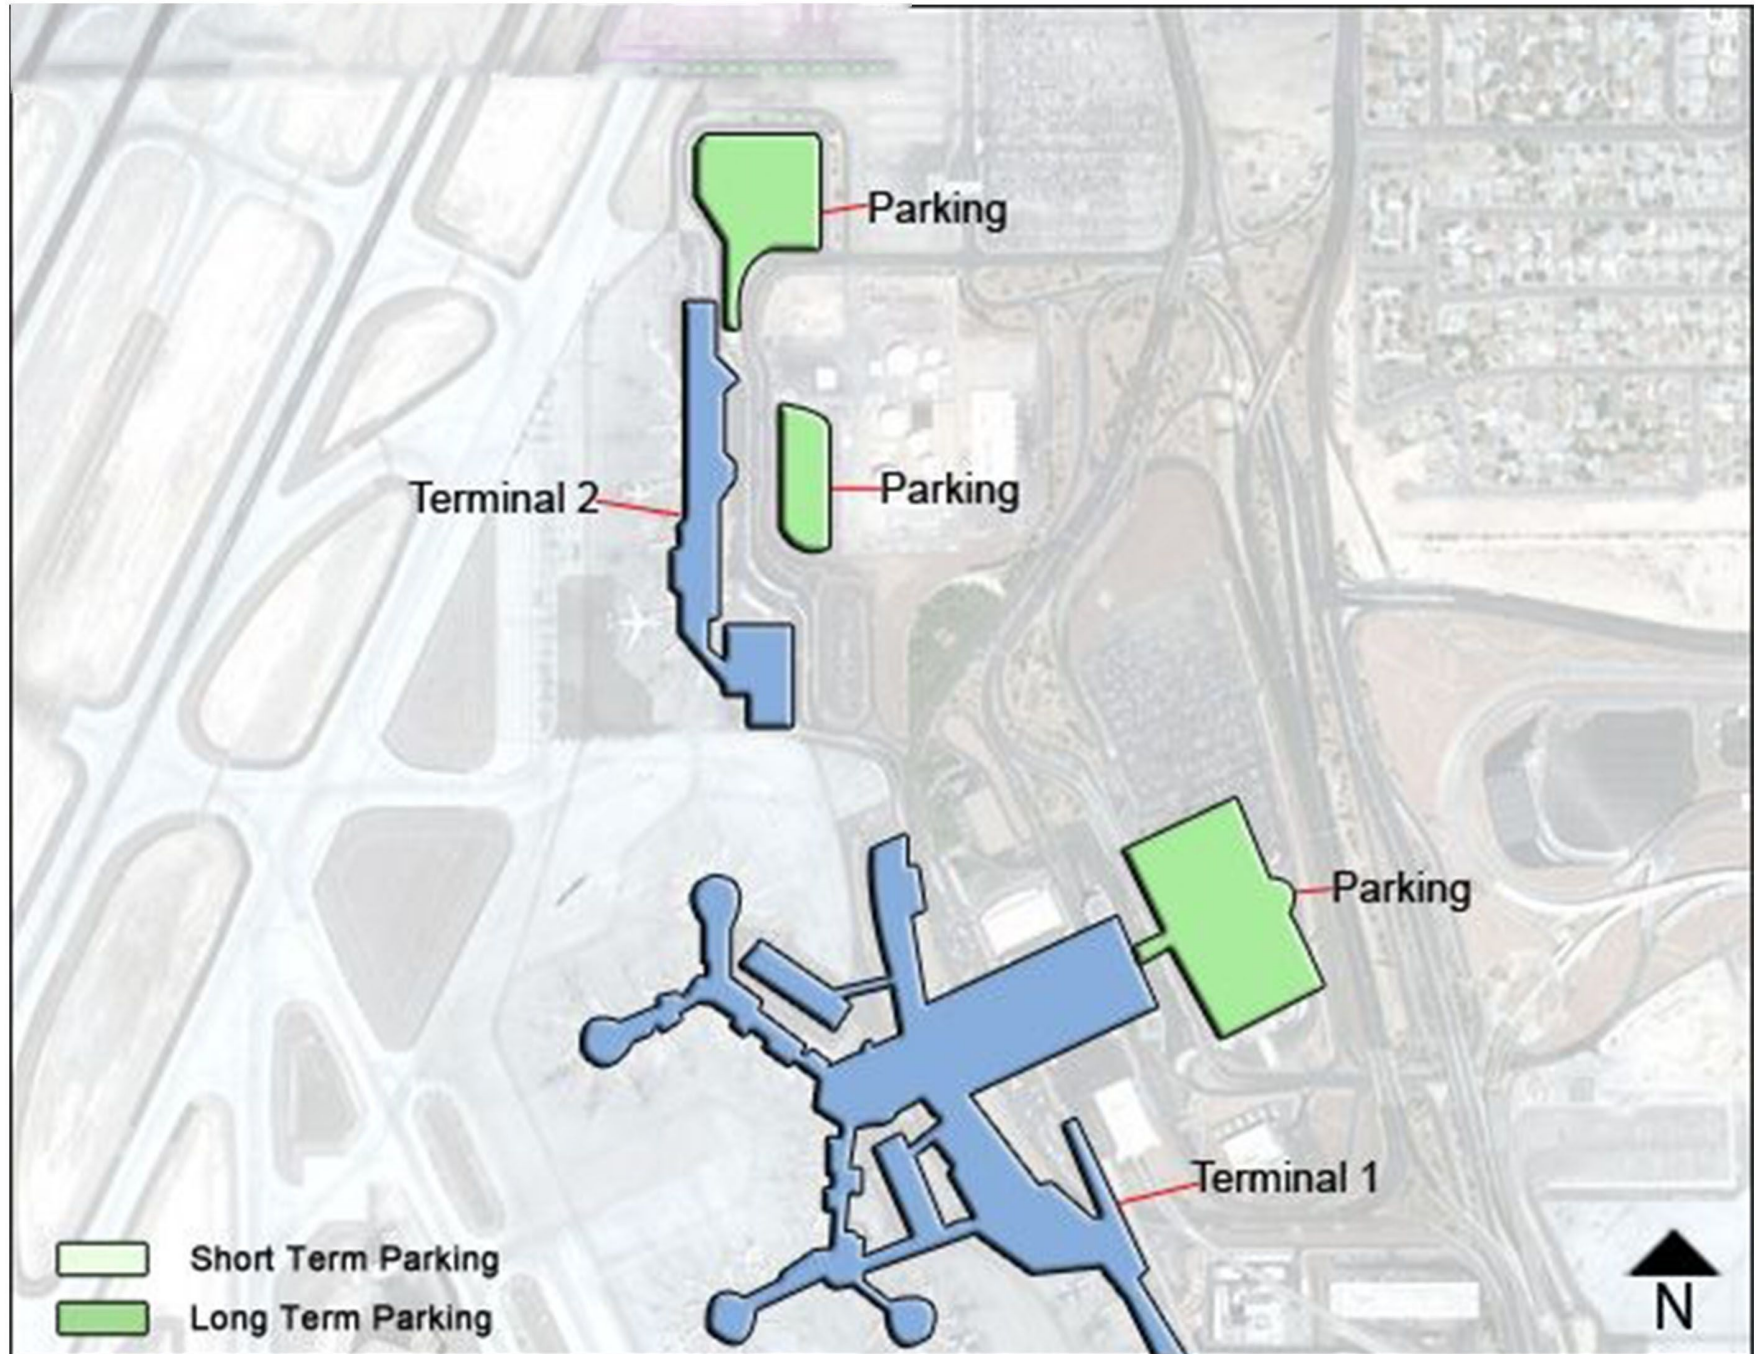 Parking
Terminal 2
Parking
Parking
Terminal 1
Short Term Parking
Long Term Parking
N